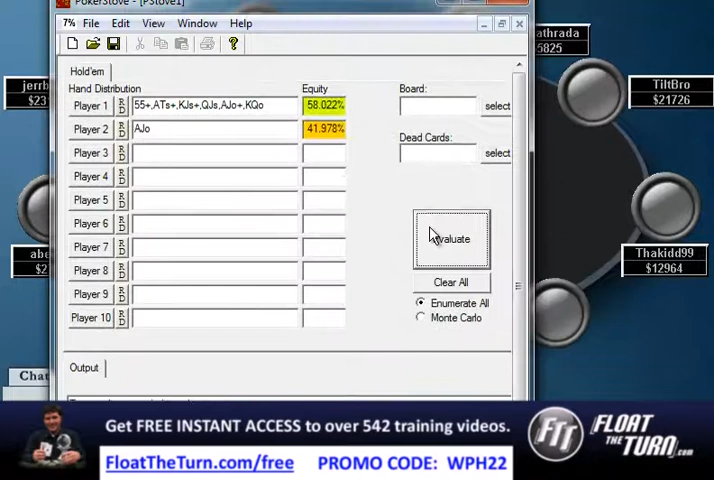 PokerStove - [PStove1]
7% File Edit View Window Help
Hold'em
Hand Distribution Equity Board:
Player 1 R D 55+,ATs+,KJs+,QJs,AJo+,KQo 58.022% select
Player 2 R D AJo 41.978% Dead Cards:
Player 3 R D select
Player 4 R D
Player 5 R D
Player 6 R D
Player 7 R D Evaluate
Player 8 R D
Player 9 R D Clear All
Player 10 R D Enumerate All
Monte Carlo
Output
athrada
5825
jerrb
$23
TiltBro
$21726
abe
$2
Thakidd99
$12964
Chat
Get FREE INSTANT ACCESS to over 542 training videos.
FloatTheTurn.com/free PROMO CODE: WPH22
FTT
FLOAT
THE TURN.com